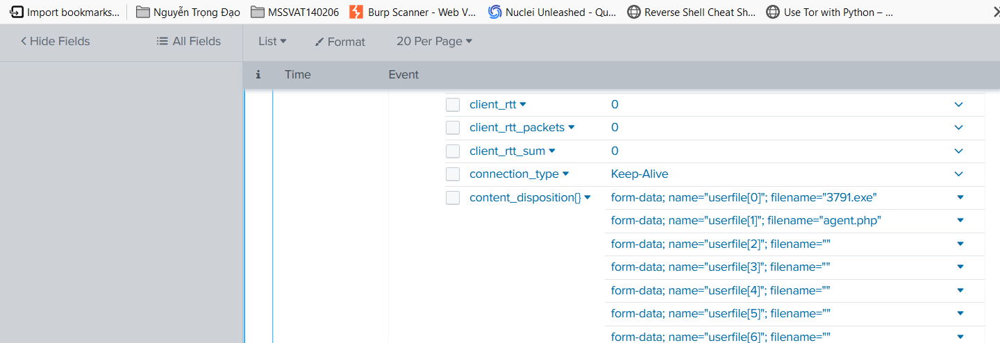 Import bookmarks... Nguyễn Trọng Đạo MSSVAT140206 Burp Scanner - Web V... Nuclei Unleashed - Qu... Reverse Shell Cheat Sh... Use Tor with Python – ...
Hide Fields All Fields List Format 20 Per Page
i Time Event
client_rtt 0
client_rtt_packets 0
client_rtt_sum 0
connection_type Keep-Alive
content_disposition{} form-data; name="userfile[0]"; filename="3791.exe"
form-data; name="userfile[1]"; filename="agent.php"
form-data; name="userfile[2]"; filename=""
form-data; name="userfile[3]"; filename=""
form-data; name="userfile[4]"; filename=""
form-data; name="userfile[5]"; filename=""
form-data; name="userfile[6]"; filename=""